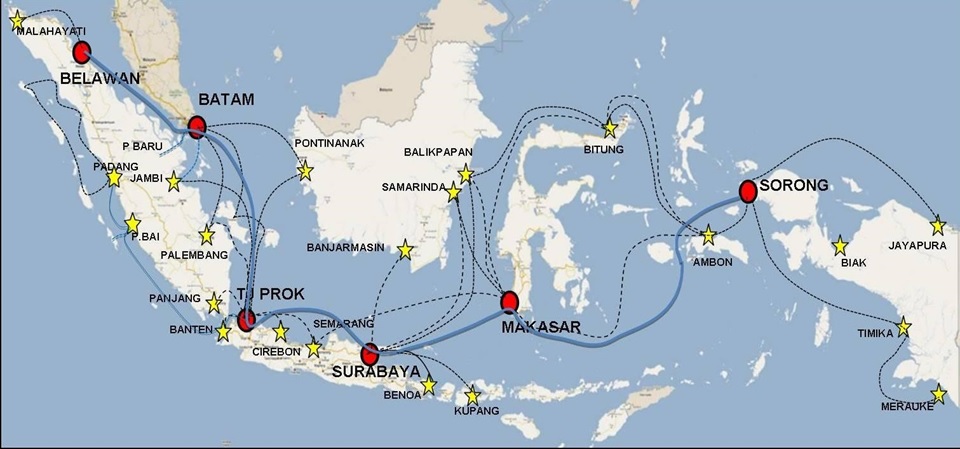 MALAHAYATI
BELAWAN
BATAM
P.BARU
PONTINANAK
PADANG
JAMBI
BALIKPAPAN
SAMARINDA
BITUNG
SORONG
P.BAI
PALEMBANG
BANJARMASIN
AMBON
BIAK
JAYAPURA
PANJANG
TJ PROK
BANTEN
CIREBON
SEMARANG
MAKASAR
TIMIKA
SURABAYA
BENOA
KUPANG
MERAUKE